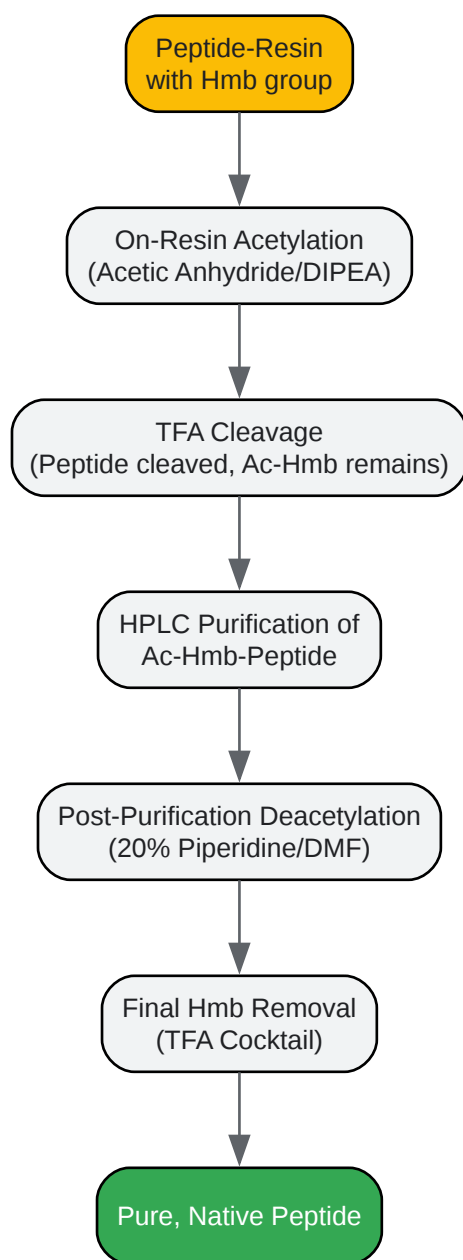 Peptide-Resin
with Hmb group
On-Resin Acetylation
(Acetic Anhydride/DIPEA)
TFA Cleavage
(Peptide cleaved, Ac-Hmb remains)
HPLC Purification of
Ac-Hmb-Peptide
Post-Purification Deacetylation
(20% Piperidine/DMF)
Final Hmb Removal
(TFA Cocktail)
Pure, Native Peptide